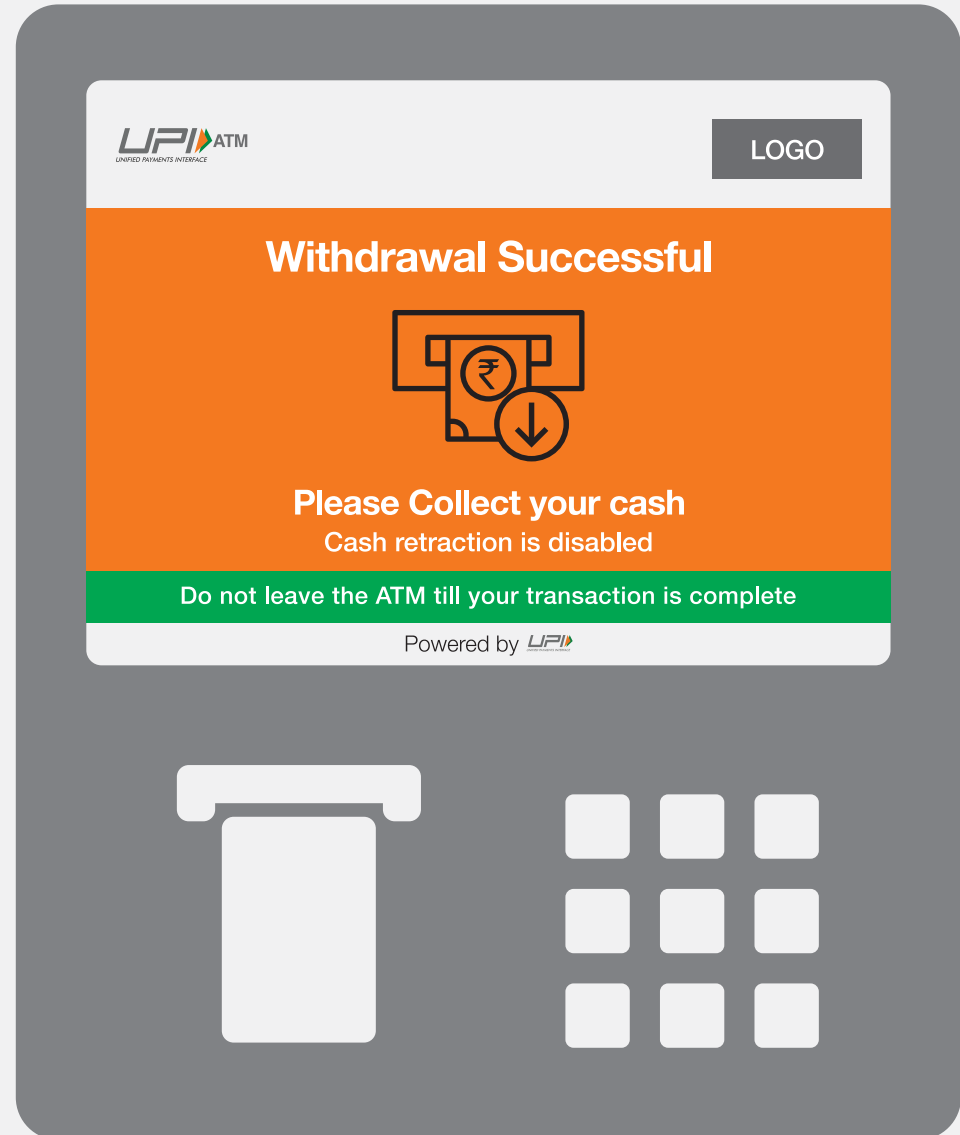 UPI ATM
UNIFIED PAYMENTS INTERFACE
LOGO
Withdrawal Successful
₹
Please Collect your cash
Cash retraction is disabled
Do not leave the ATM till your transaction is complete
Powered by UPI